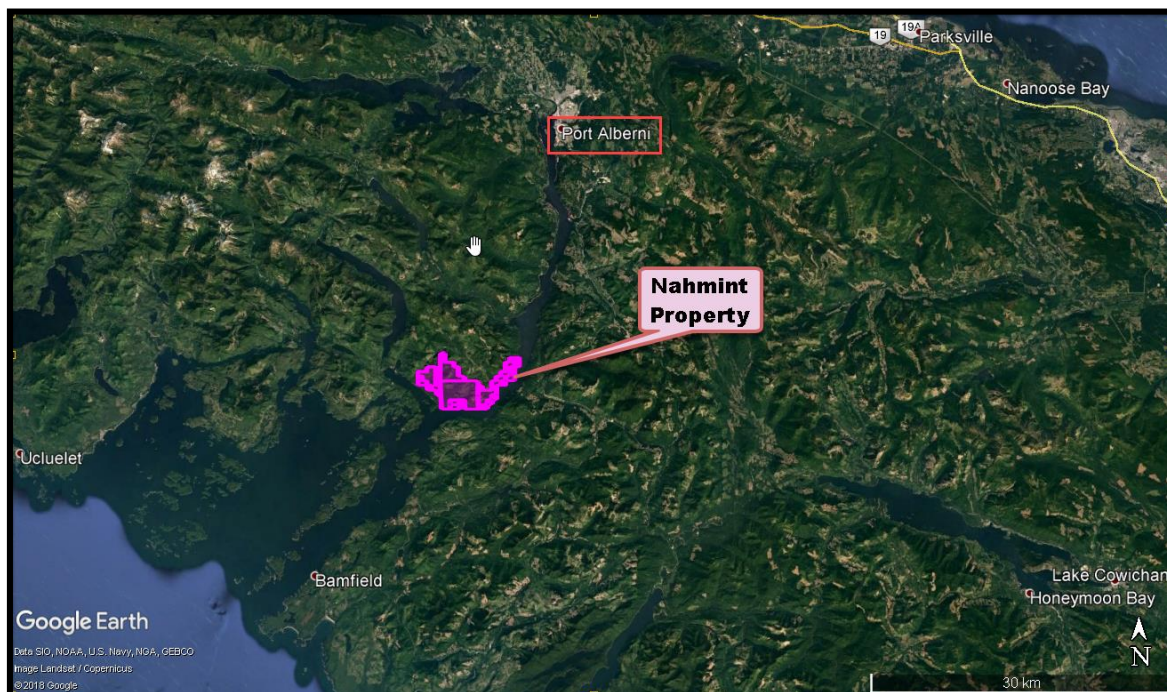 19
19A
Parksville
Nanoose Bay
Port Alberni
Nahmint
Property
Ucluelet
Bamfield
Lake Cowichan
Honeymoon Bay
Google Earth
N
Data SIO, NOAA, U.S. Navy, NGA, GEBCO
Image Landsat / Copernicus
©2018 Google
30 km